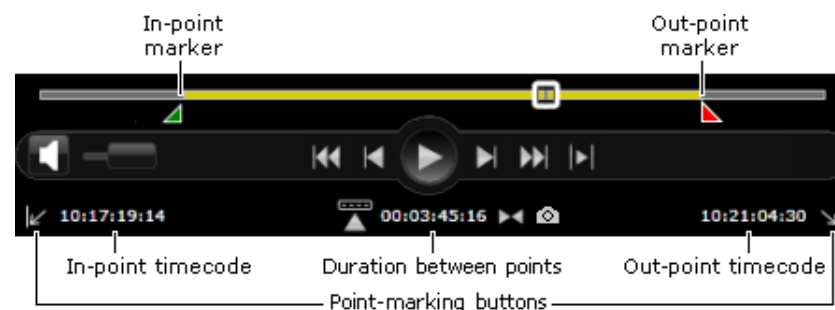 In-point
marker
Out-point
marker
10:17:19:14
00:03:45:16
10:21:04:30
In-point timecode
Duration between points
Out-point timecode
Point-marking buttons